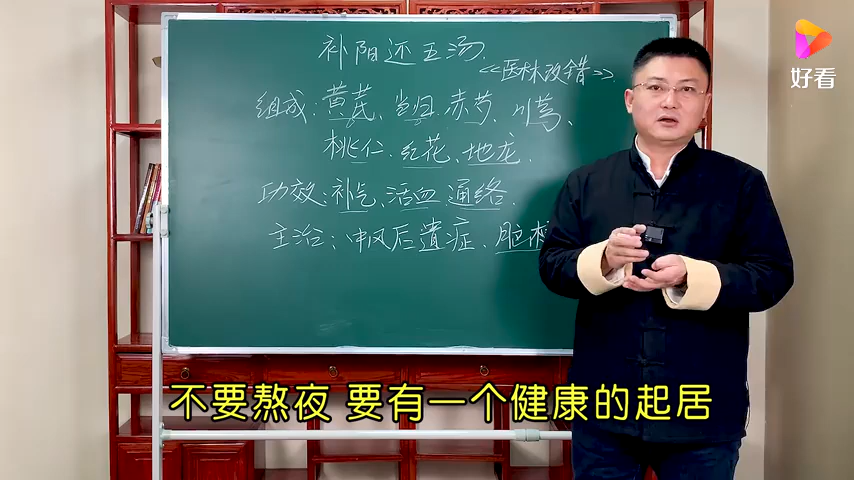 补阳还五汤
《医林改错》
好看
组成：黄芪、当归、赤芍、川芎、
桃仁、红花、地龙.
功效：补气、活血通络.
主治：中风后遗症、脑梗
不要熬夜 要有一个健康的起居